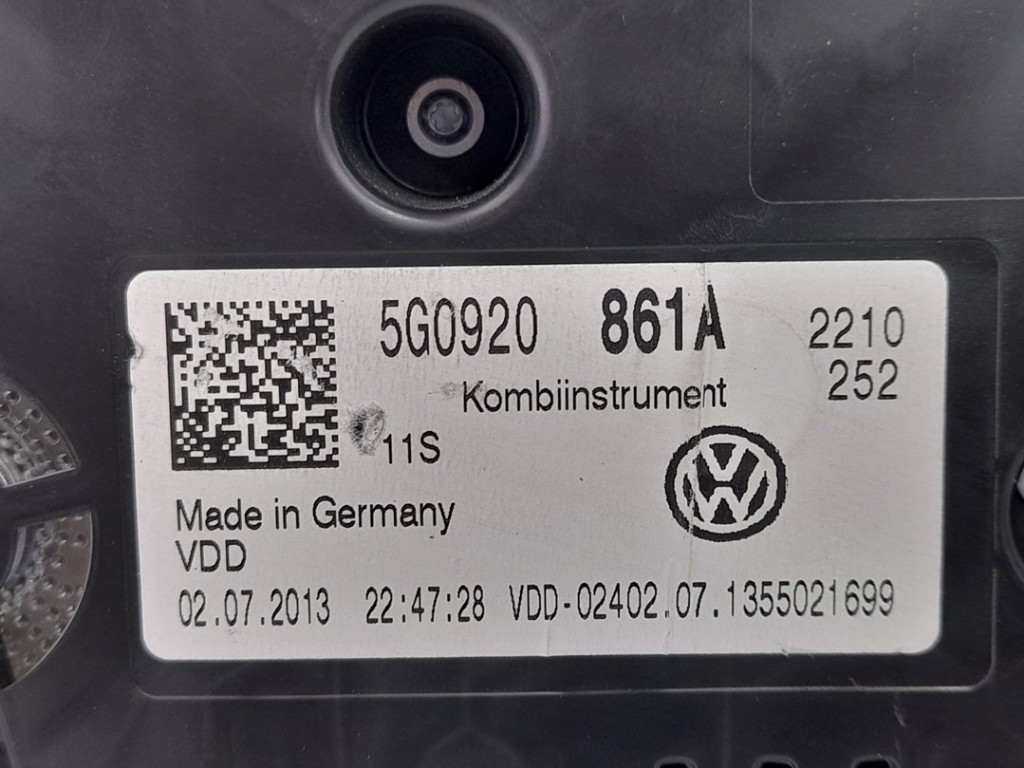 5G0920 861A 2210
Kombiinstrument 252
11S
Made in Germany
VDD
02.07.2013 22:47:28 VDD-02402.07.1355021699